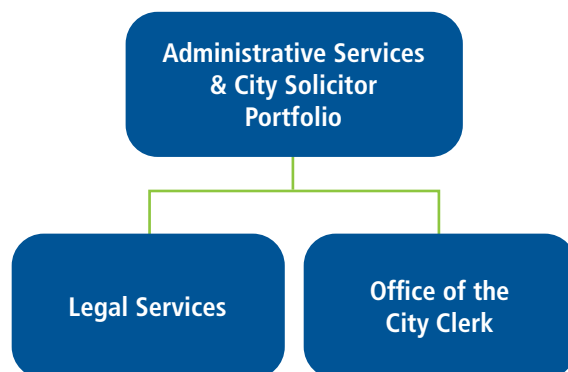 Administrative Services
& City Solicitor
Portfolio
Legal Services
Office of the
City Clerk